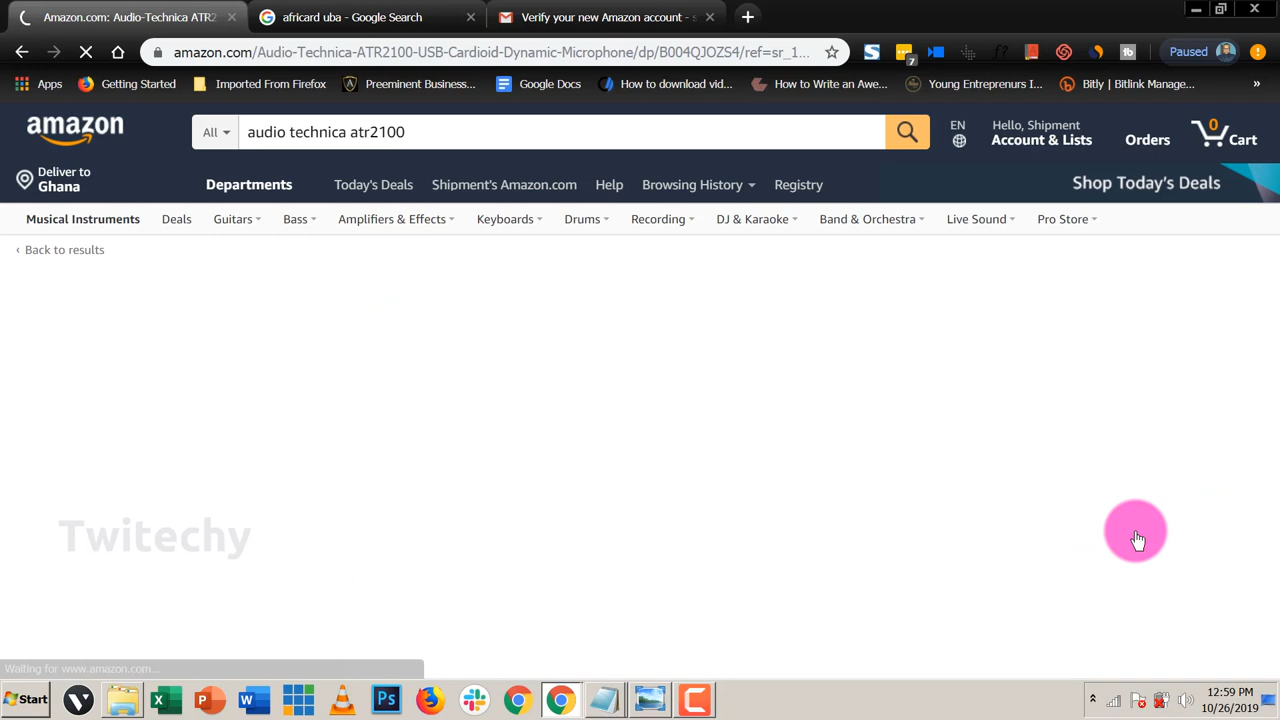 Amazon.com: Audio-Technica ATR2
africard uba - Google Search
Verify your new Amazon account - s
amazon.com/Audio-Technica-ATR2100-USB-Cardioid-Dynamic-Microphone/dp/B004QJOZS4/ref=sr_1...
7
Paused
Apps
Getting Started
Imported From Firefox
Preeminent Business...
Google Docs
How to download vid...
How to Write an Awe...
Young Entreprenurs I...
Bitly | Bitlink Manage...
»
amazon
All
audio technica atr2100
EN
Hello, Shipment
Account & Lists
Orders
0
Cart
Deliver to
Ghana
Departments
Today's Deals
Shipment's Amazon.com
Help
Browsing History
Registry
Shop Today's Deals
Musical Instruments
Deals
Guitars
Bass
Amplifiers & Effects
Keyboards
Drums
Recording
DJ & Karaoke
Band & Orchestra
Live Sound
Pro Store
‹ Back to results
Twitechy
Waiting for www.amazon.com...
Start
12:59 PM
10/26/2019